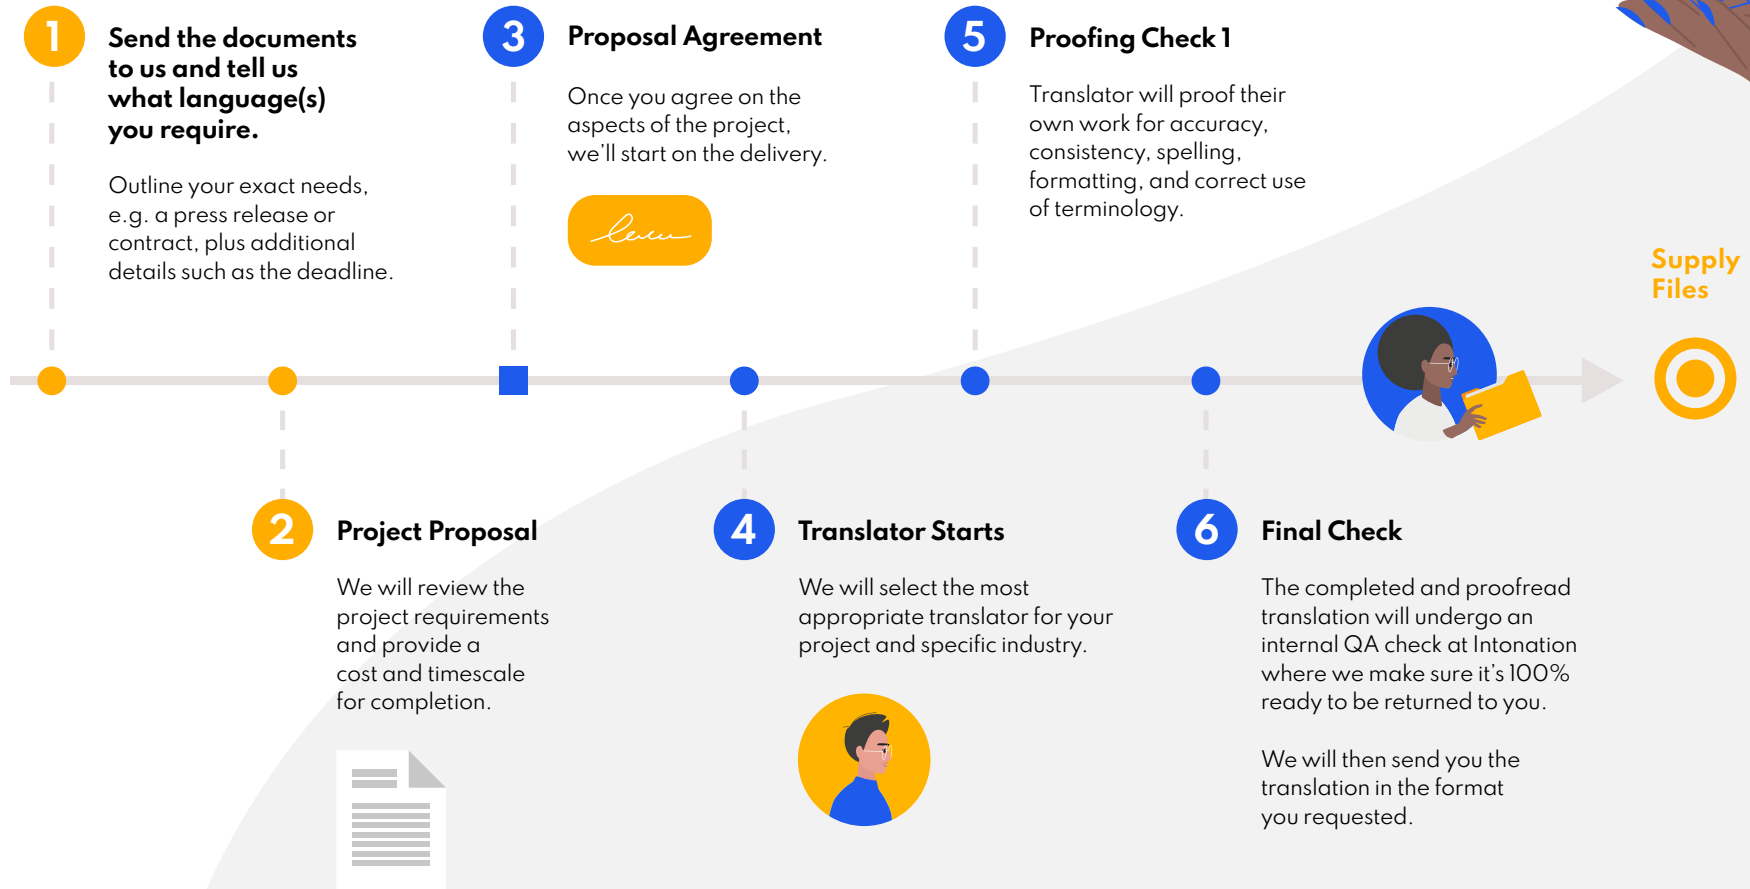 1
Send the documents
to us and tell us
what language(s)
you require.
Outline your exact needs,
e.g. a press release or
contract, plus additional
details such as the deadline.
2
Project Proposal
We will review the
project requirements
and provide a
cost and timescale
for completion.
3
Proposal Agreement
Once you agree on the
aspects of the project,
we'll start on the delivery.
4
Translator Starts
We will select the most
appropriate translator for your
project and specific industry.
5
Proofing Check 1
Translator will proof their
own work for accuracy,
consistency, spelling,
formatting, and correct use
of terminology.
6
Final Check
The completed and proofread
translation will undergo an
internal QA check at Intonation
where we make sure it's 100%
ready to be returned to you.
We will then send you the
translation in the format
you requested.
Supply
Files